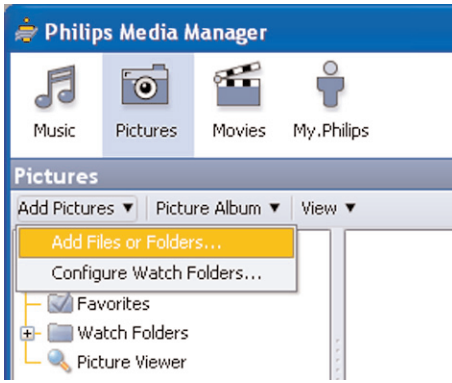 Philips Media Manager
Music Pictures Movies My.Philips
Pictures
Add Pictures ▼ Picture Album ▼ View ▼
Add Files or Folders...
Configure Watch Folders...
Favorites
Watch Folders
Picture Viewer